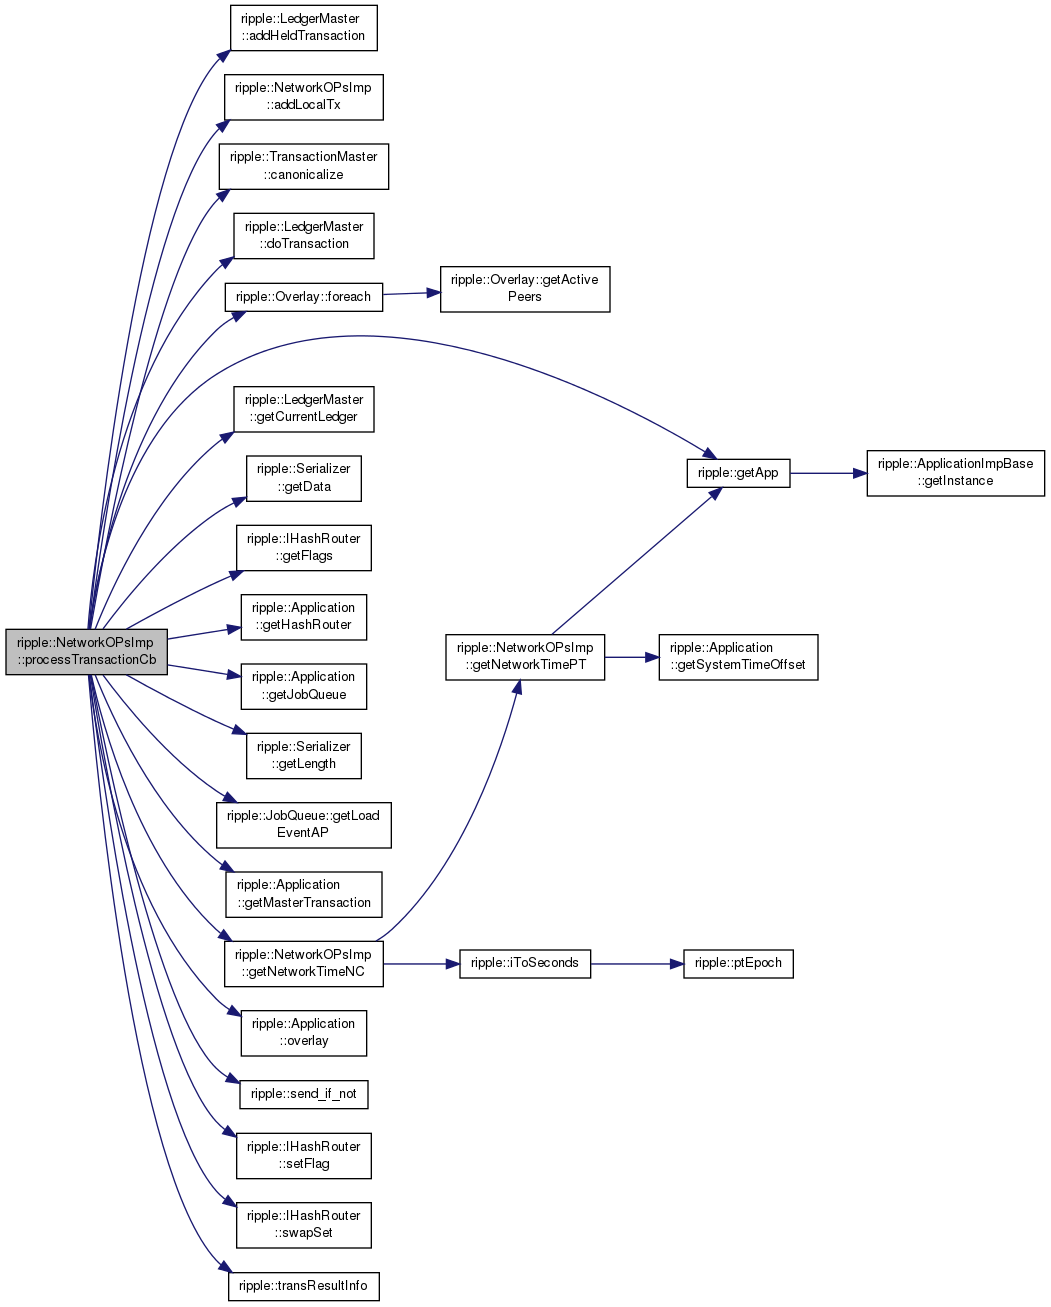 ripple::LedgerMaster
::addHeldTransaction
ripple::NetworkOPsImp
::addLocalTx
ripple::TransactionMaster
::canonicalize
ripple::LedgerMaster
::doTransaction
ripple::Overlay::foreach
ripple::Overlay::getActive
Peers
ripple::LedgerMaster
::getCurrentLedger
ripple::getApp
ripple::ApplicationImpBase
::getInstance
ripple::Serializer
::getData
ripple::IHashRouter
::getFlags
ripple::Application
::getHashRouter
ripple::NetworkOPsImp
::processTransactionCb
ripple::NetworkOPsImp
::getNetworkTimePT
ripple::Application
::getSystemTimeOffset
ripple::Application
::getJobQueue
ripple::Serializer
::getLength
ripple::JobQueue::getLoad
EventAP
ripple::Application
::getMasterTransaction
ripple::NetworkOPsImp
::getNetworkTimeNC
ripple::iToSeconds
ripple::ptEpoch
ripple::Application
::overlay
ripple::send_if_not
ripple::IHashRouter
::setFlag
ripple::IHashRouter
::swapSet
ripple::transResultInfo